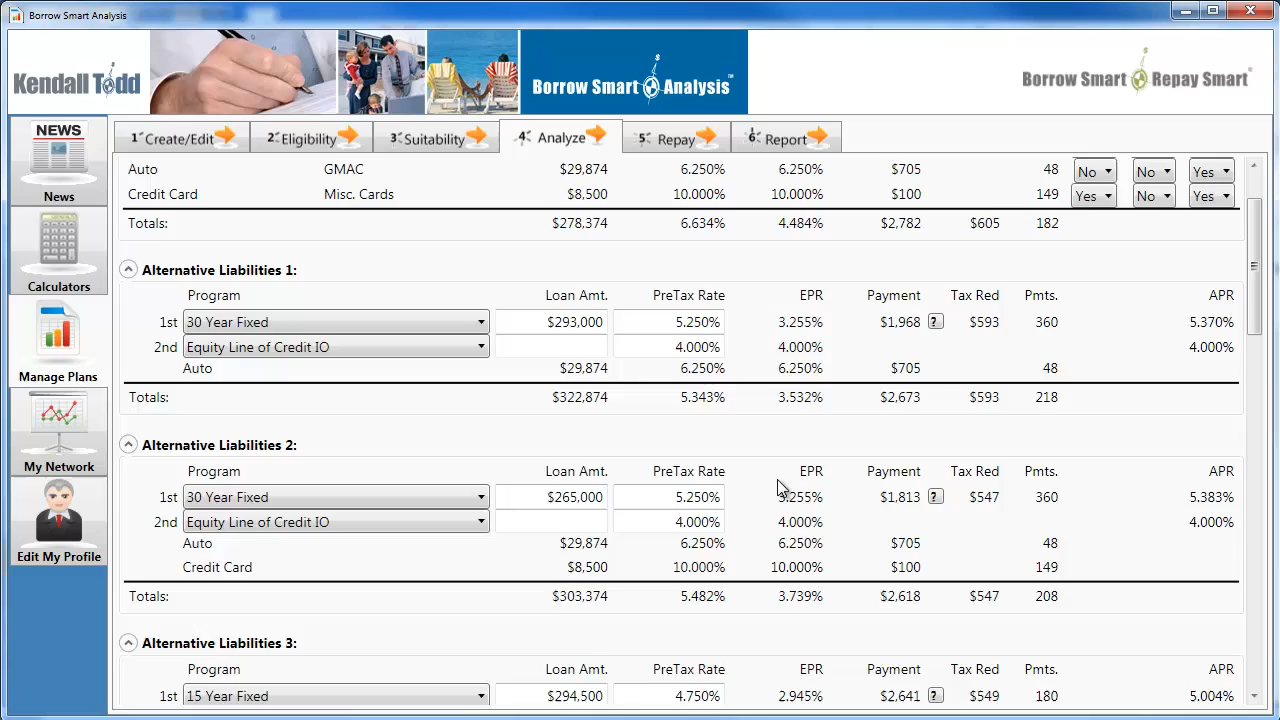 Borrow Smart Analysis
Kendall Todd
Borrow Smart Analysis™
Borrow Smart Repay Smart®
NEWS
News
Calculators
Manage Plans
My Network
Edit My Profile
1 Create/Edit 2 Eligibility 3 Suitability 4 Analyze 5 Repay 6 Report
Auto GMAC $29,874 6.250% 6.250% $705 48 No No Yes
Credit Card Misc. Cards $8,500 10.000% 10.000% $100 149 Yes No Yes
Totals: $278,374 6.634% 4.484% $2,782 $605 182
Alternative Liabilities 1:
Program Loan Amt. PreTax Rate EPR Payment Tax Red Pmts. APR
1st 30 Year Fixed $293,000 5.250% 3.255% $1,968 ? $593 360 5.370%
2nd Equity Line of Credit IO 4.000% 4.000% 4.000%
Auto $29,874 6.250% 6.250% $705 48
Totals: $322,874 5.343% 3.532% $2,673 $593 218
Alternative Liabilities 2:
Program Loan Amt. PreTax Rate EPR Payment Tax Red Pmts. APR
1st 30 Year Fixed $265,000 5.250% 3.255% $1,813 ? $547 360 5.383%
2nd Equity Line of Credit IO 4.000% 4.000% 4.000%
Auto $29,874 6.250% 6.250% $705 48
Credit Card $8,500 10.000% 10.000% $100 149
Totals: $303,374 5.482% 3.739% $2,618 $547 208
Alternative Liabilities 3:
Program Loan Amt. PreTax Rate EPR Payment Tax Red Pmts. APR
1st 15 Year Fixed $294,500 4.750% 2.945% $2,641 ? $549 180 5.004%